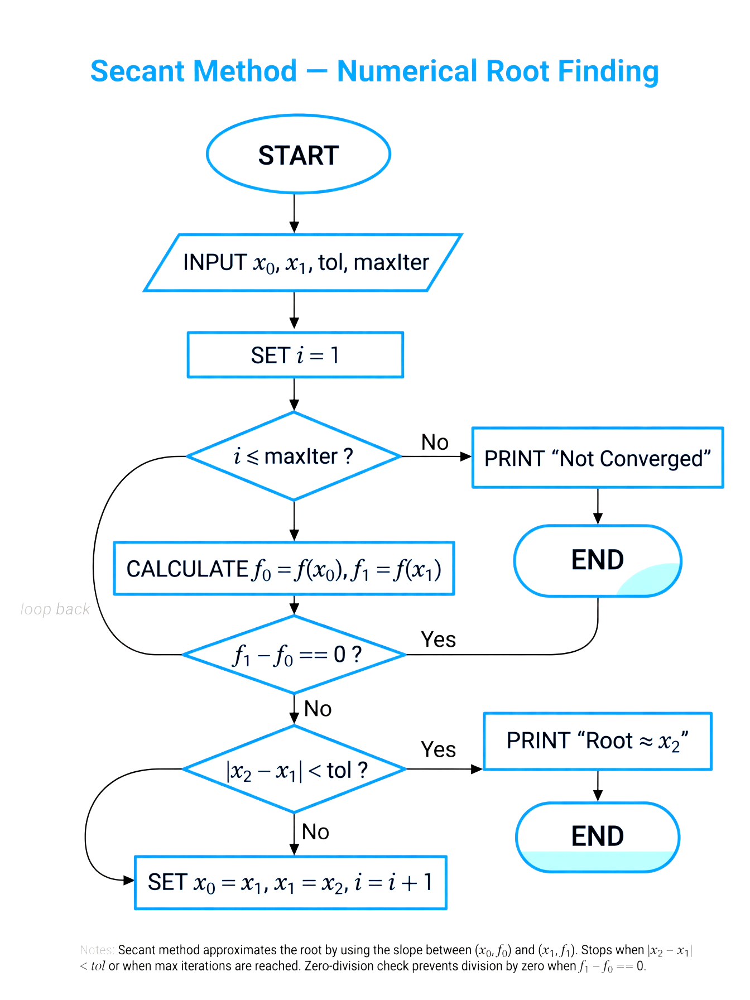 Secant Method — Numerical Root Finding
START
INPUT x₀, x₁, tol, maxIter
SET i = 1
i ⩽ maxIter ?
No
PRINT “Not Converged”
CALCULATE f₀ = f(x₀), f₁ = f(x₁)
END
loop back
f₁ – f₀ == 0 ?
Yes
No
|x₂ – x₁| < tol ?
Yes
PRINT “Root ≈ x₂”
No
END
SET x₀ = x₁, x₁ = x₂, i = i + 1
Notes: Secant method approximates the root by using the slope between (x₀, f₀) and (x₁, f₁). Stops when |x₂ – x₁|
< tol or when max iterations are reached. Zero-division check prevents division by zero when f₁ – f₀ == 0.